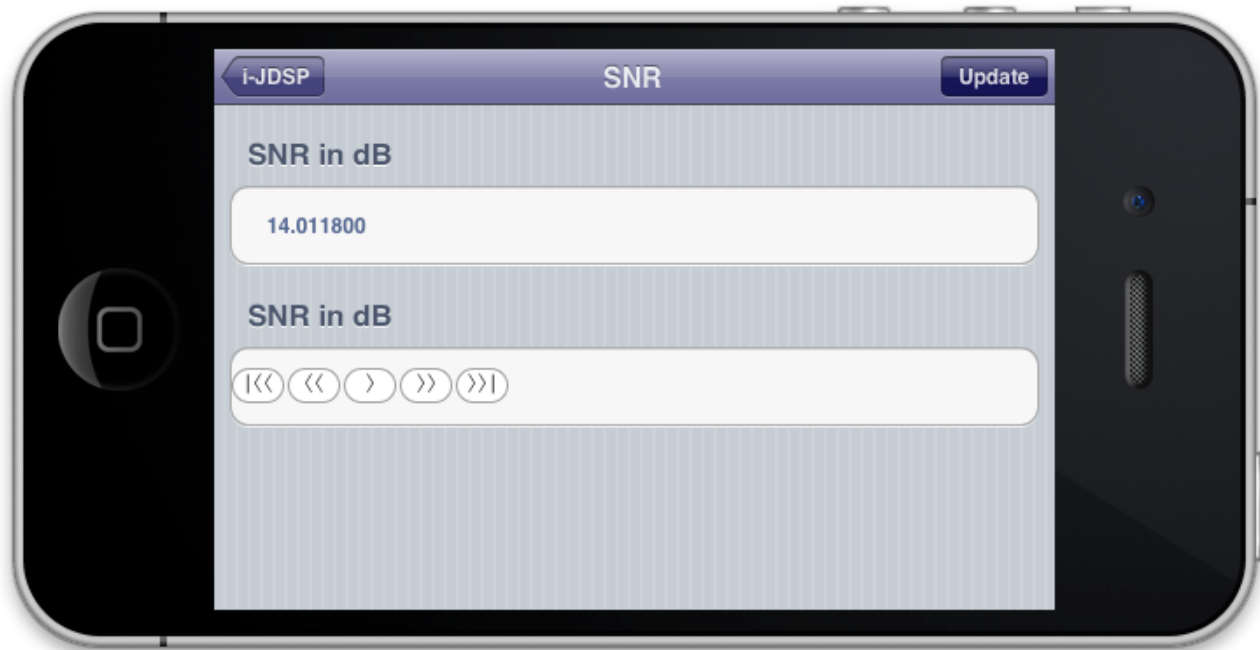 i-JDSP SNR Update
SNR in dB
14.011800
SNR in dB
|<< << > >> >>|